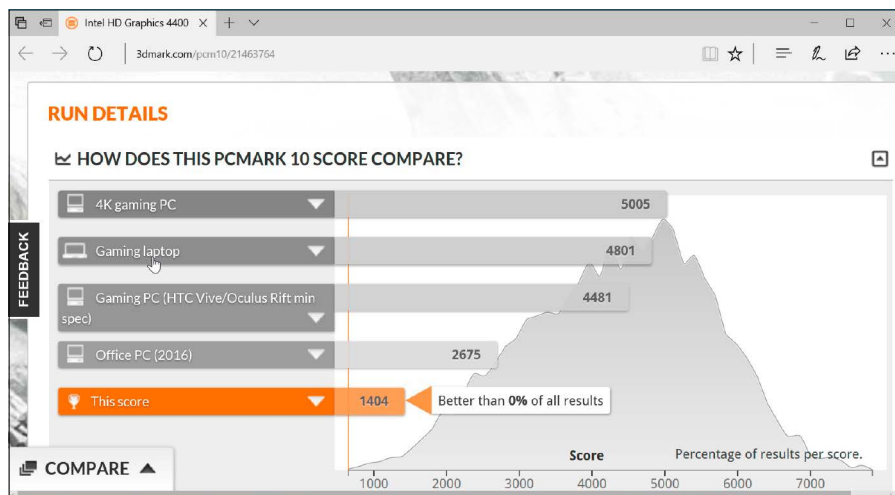 Intel HD Graphics 4400
3dmark.com/pcm10/21463764
RUN DETAILS
HOW DOES THIS PCMARK 10 SCORE COMPARE?
4K gaming PC
5005
Gaming laptop
4801
Gaming PC (HTC Vive/Oculus Rift min
spec)
4481
Office PC (2016)
2675
This score
1404
Better than 0% of all results
FEEDBACK
COMPARE
Score
Percentage of results per score.
1000 2000 3000 4000 5000 6000 7000